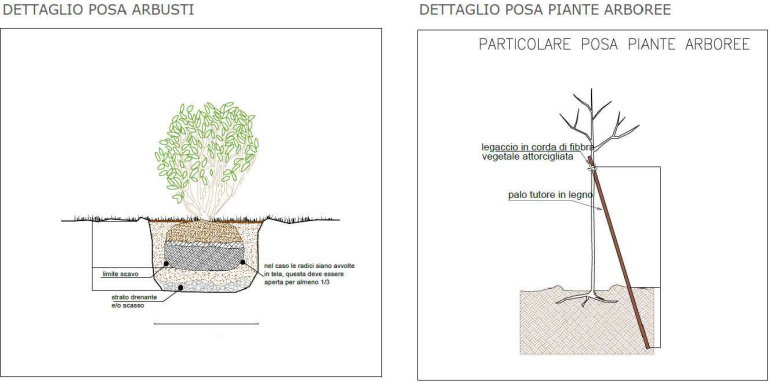 DETTAGLIO POSA ARBUSTI
limite scavo
nel caso le radici siano avvolte
in tela, questa deve essere
aperta per almeno 1/3
strato drenante
e/o scasso
DETTAGLIO POSA PIANTE ARBOREE
PARTICOLARE POSA PIANTE ARBOREE
legaccio in corda di fibbra
vegetale attorcigliata
palo tutore in legno